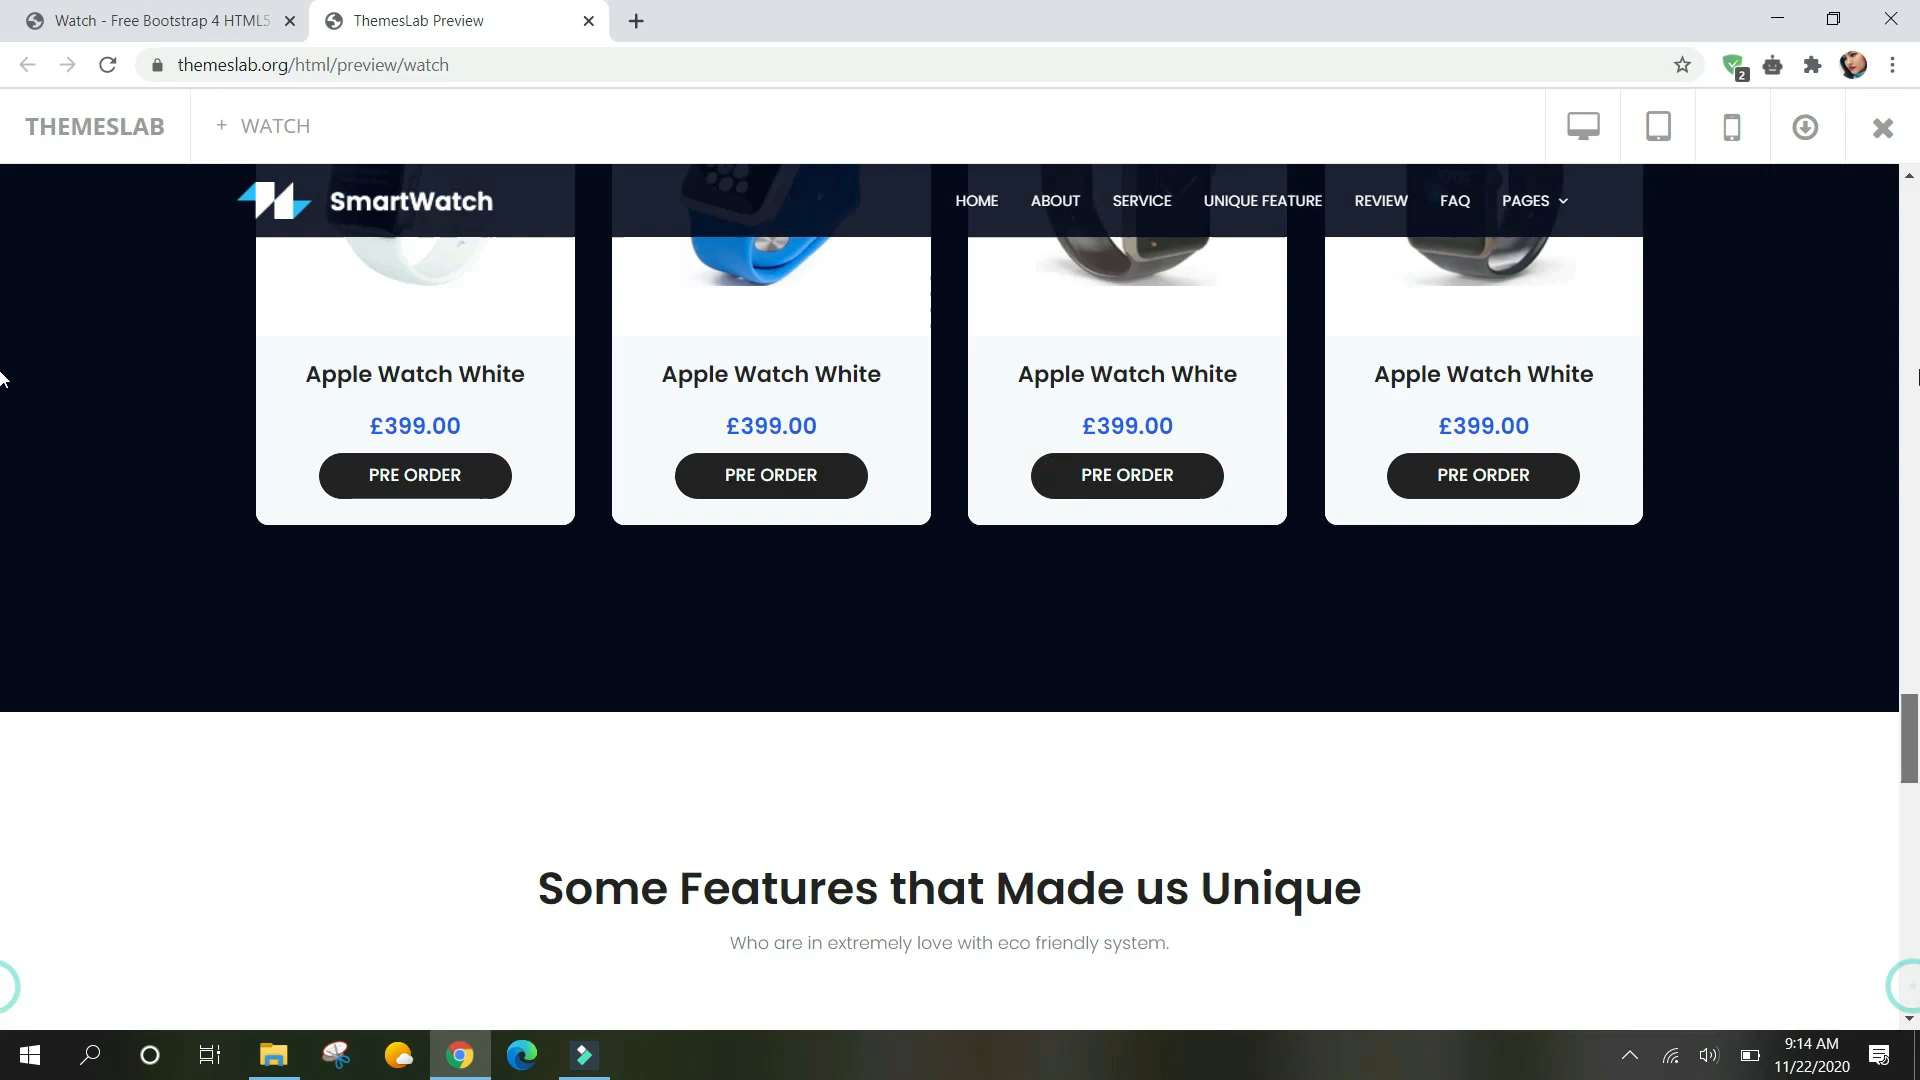 Watch - Free Bootstrap 4 HTML5
ThemesLab Preview
themeslab.org/html/preview/watch
2
THEMESLAB
+ WATCH
SmartWatch
HOME
ABOUT
SERVICE
UNIQUE FEATURE
REVIEW
FAQ
PAGES
Apple Watch White
Apple Watch White
Apple Watch White
Apple Watch White
£399.00
£399.00
£399.00
£399.00
PRE ORDER
PRE ORDER
PRE ORDER
PRE ORDER
Some Features that Made us Unique
Who are in extremely love with eco friendly system.
9:14 AM
11/22/2020